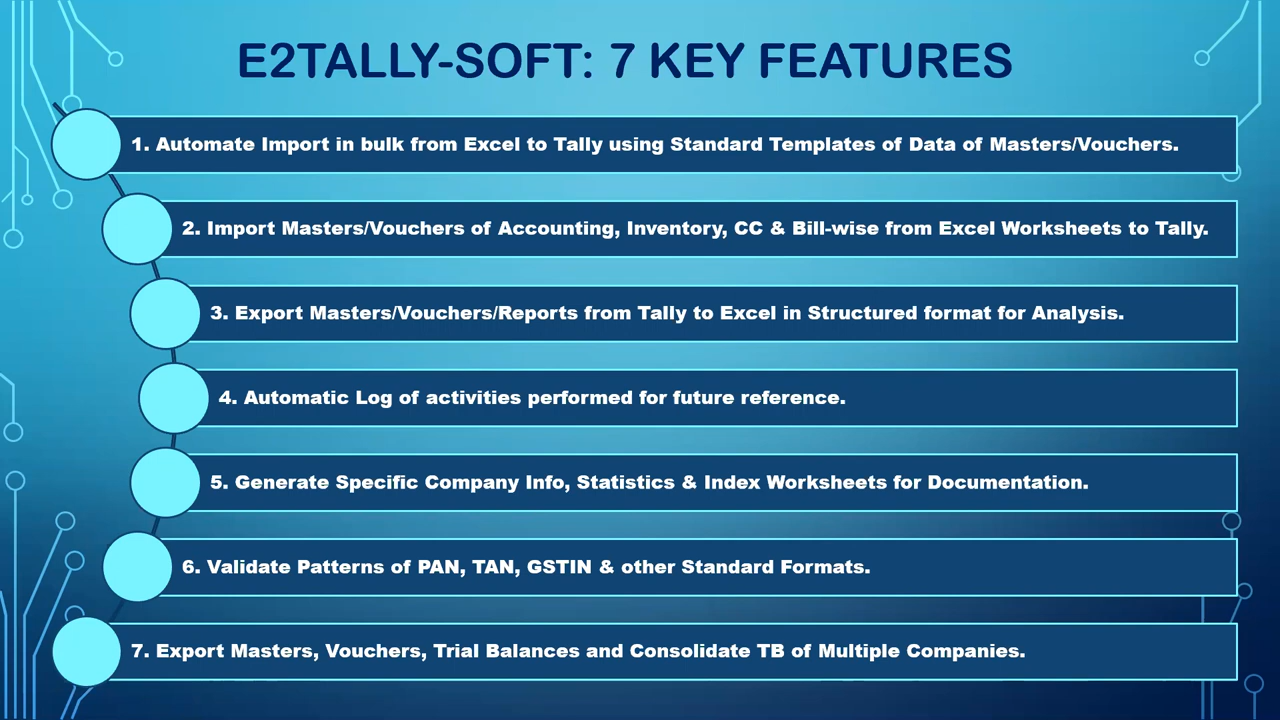 E2TALLY-SOFT: 7 KEY FEATURES
1. Automate Import in bulk from Excel to Tally using Standard Templates of Data of Masters/Vouchers.
2. Import Masters/Vouchers of Accounting, Inventory, CC & Bill-wise from Excel Worksheets to Tally.
3. Export Masters/Vouchers/Reports from Tally to Excel in Structured format for Analysis.
4. Automatic Log of activities performed for future reference.
5. Generate Specific Company Info, Statistics & Index Worksheets for Documentation.
6. Validate Patterns of PAN, TAN, GSTIN & other Standard Formats.
7. Export Masters, Vouchers, Trial Balances and Consolidate TB of Multiple Companies.